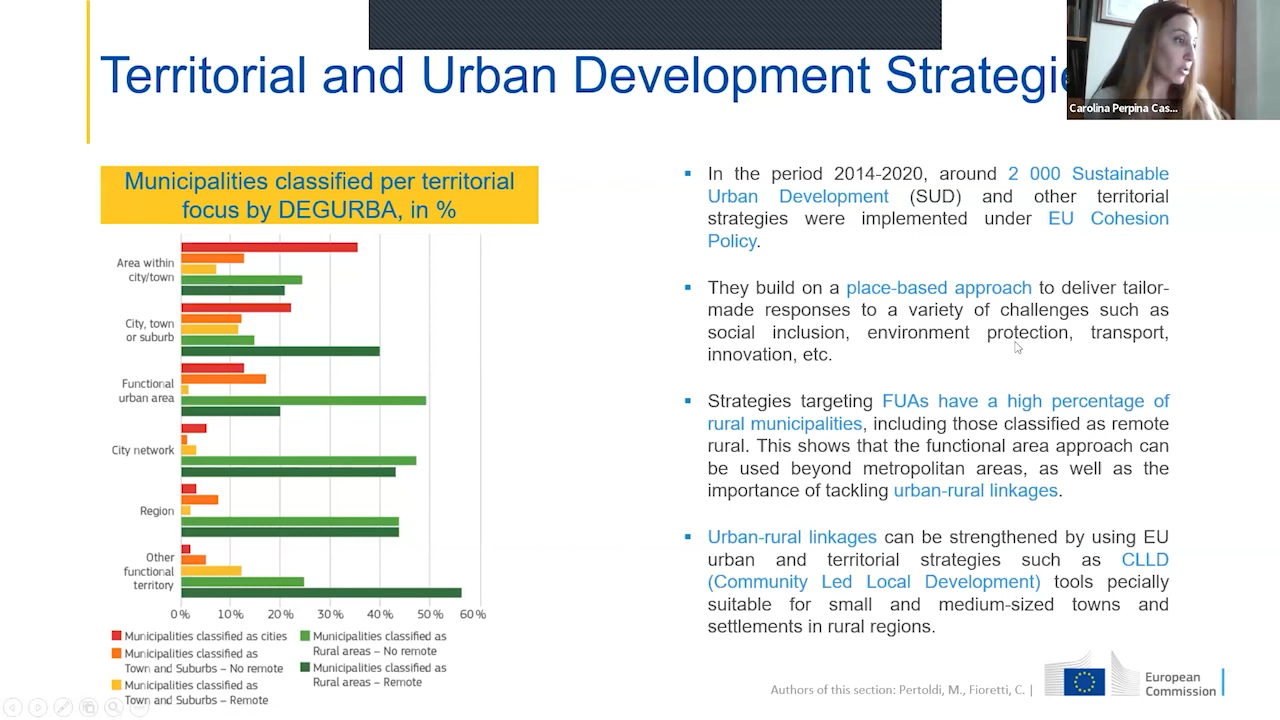 Territorial and Urban Development Strategie
Carolina Perpina Cas...
Municipalities classified per territorial
focus by DEGURBA, in %
Area within
city/town
City, town
or suburb
Functional
urban area
City network
Region
Other
functional
territory
0 % 10 % 20 % 30 % 40 % 50 % 60 %
Municipalities classified as cities
Municipalities classified as
Town and Suburbs – No remote
Municipalities classified as
Town and Suburbs – Remote
Municipalities classified as
Rural areas – No remote
Municipalities classified as
Rural areas – Remote
▪ In the period 2014-2020, around 2 000 Sustainable
Urban Development (SUD) and other territorial
strategies were implemented under EU Cohesion
Policy.
▪ They build on a place-based approach to deliver tailor-
made responses to a variety of challenges such as
social inclusion, environment protection, transport,
innovation, etc.
▪ Strategies targeting FUAs have a high percentage of
rural municipalities, including those classified as remote
rural. This shows that the functional area approach can
be used beyond metropolitan areas, as well as the
importance of tackling urban-rural linkages.
▪ Urban-rural linkages can be strengthened by using EU
urban and territorial strategies such as CLLD
(Community Led Local Development) tools pecially
suitable for small and medium-sized towns and
settlements in rural regions.
Authors of this section: Pertoldi, M., Fioretti, C. |
European
Commission